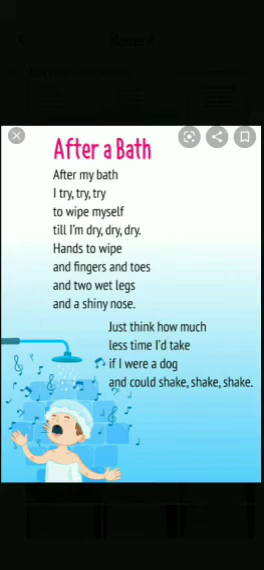 After a Bath
After my bath
I try, try, try
to wipe myself
till I'm dry, dry, dry.
Hands to wipe
and fingers and toes
and two wet legs
and a shiny nose.
Just think how much
less time I'd take
if I were a dog
and could shake, shake, shake.